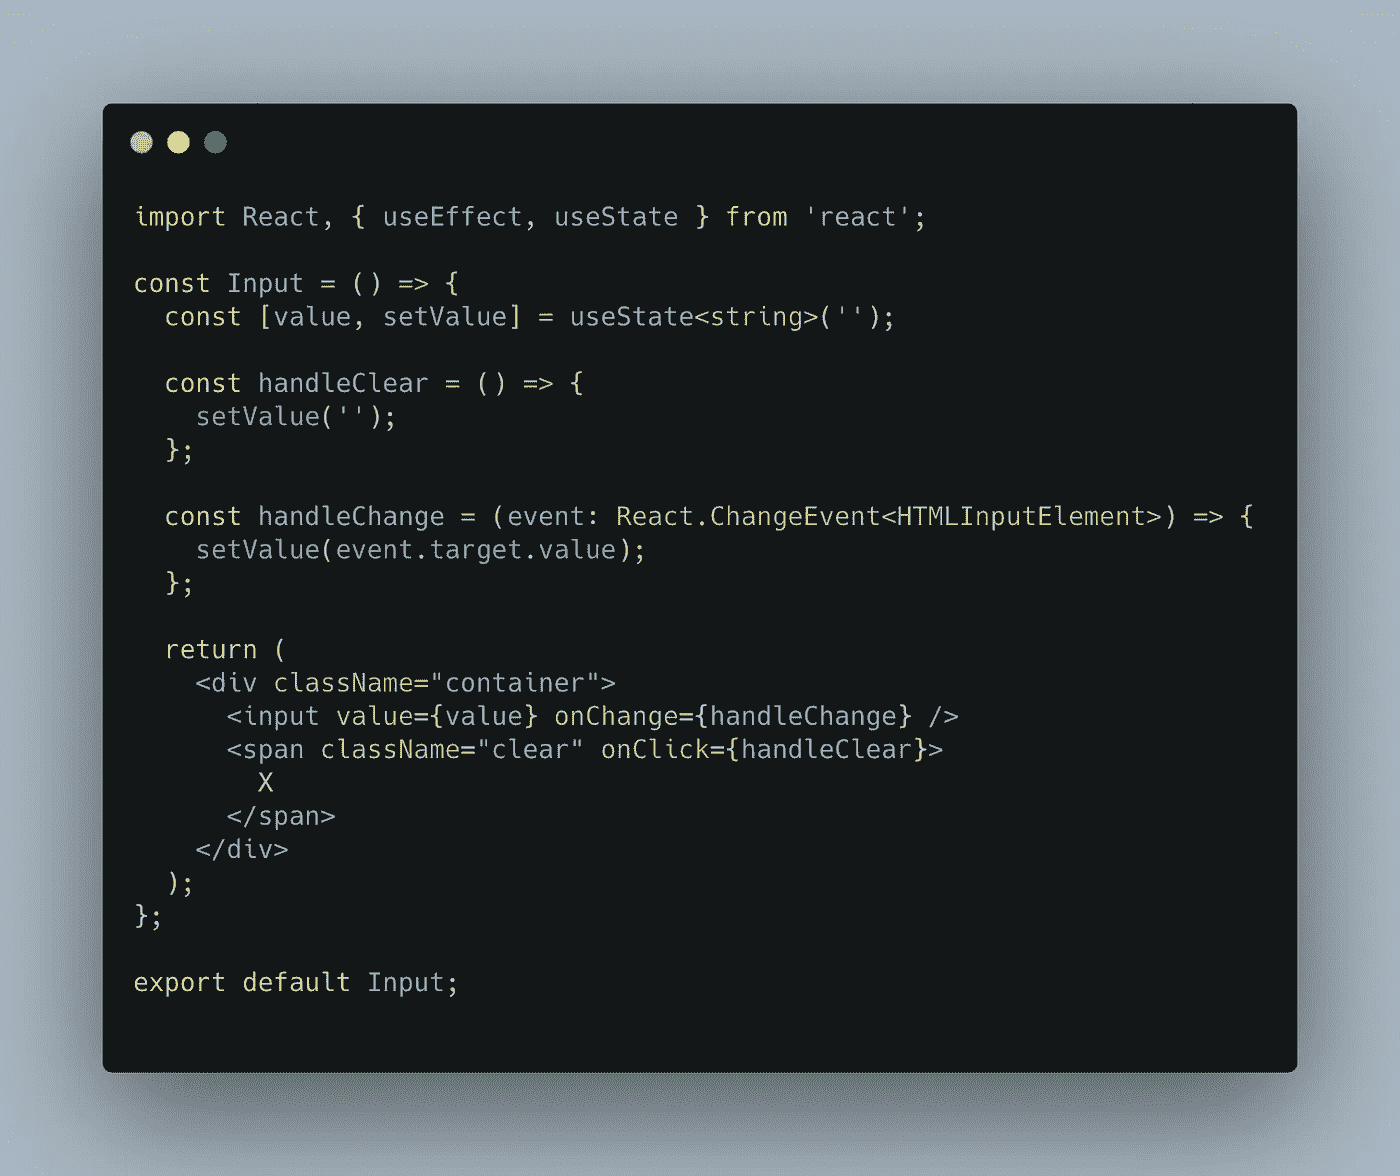 import React, { useEffect, useState } from 'react';
const Input = () => {
  const [value, setValue] = useState<string>('');
  const handleClear = () => {
    setValue('');
  };
  const handleChange = (event: React.ChangeEvent<HTMLInputElement>) => {
    setValue(event.target.value);
  };
  return (
    <div className="container">
      <input value={value} onChange={handleChange} />
      <span className="clear" onClick={handleClear}>
        X
      </span>
    </div>
  );
};
export default Input;